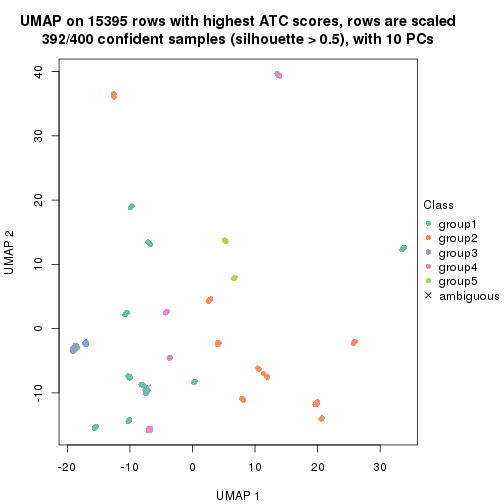 UMAP on 15395 rows with highest ATC scores, rows are scaled
392/400 confident samples (silhouette > 0.5), with 10 PCs
40
30
20
10
0
-10
UMAP 2
-20
-10
0
10
20
30
UMAP 1
Class
group1
group2
group3
group4
group5
ambiguous